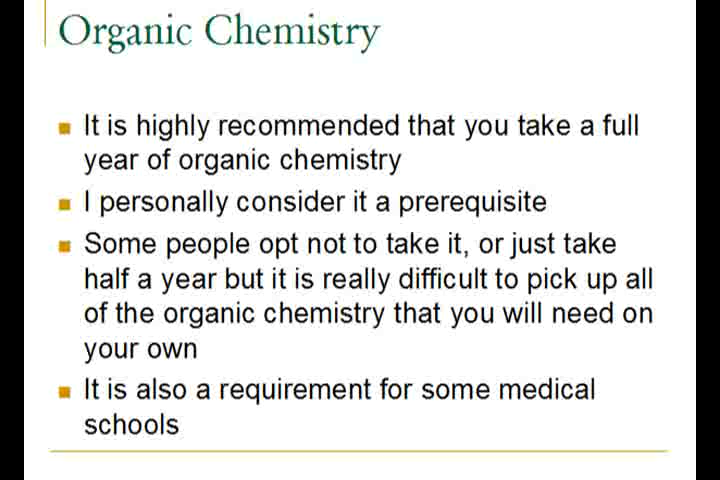 Organic Chemistry
It is highly recommended that you take a full
year of organic chemistry
I personally consider it a prerequisite
Some people opt not to take it, or just take
half a year but it is really difficult to pick up all
of the organic chemistry that you will need on
your own
It is also a requirement for some medical
schools